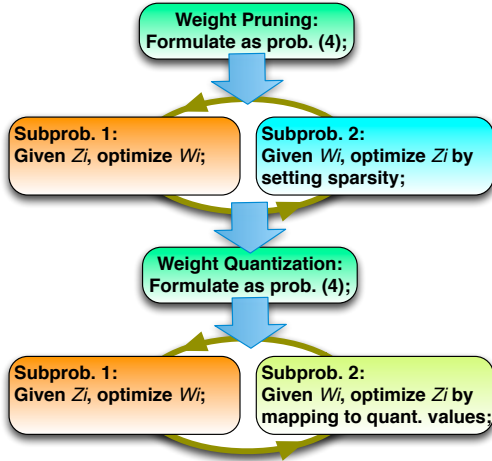 Weight Pruning:
Formulate as prob. (4);
Subprob. 1:
Given Zi, optimize Wi;
Subprob. 2:
Given Wi, optimize Zi by
setting sparsity;
Weight Quantization:
Formulate as prob. (4);
Subprob. 1:
Given Zi, optimize Wi;
Subprob. 2:
Given Wi, optimize Zi by
mapping to quant. values;